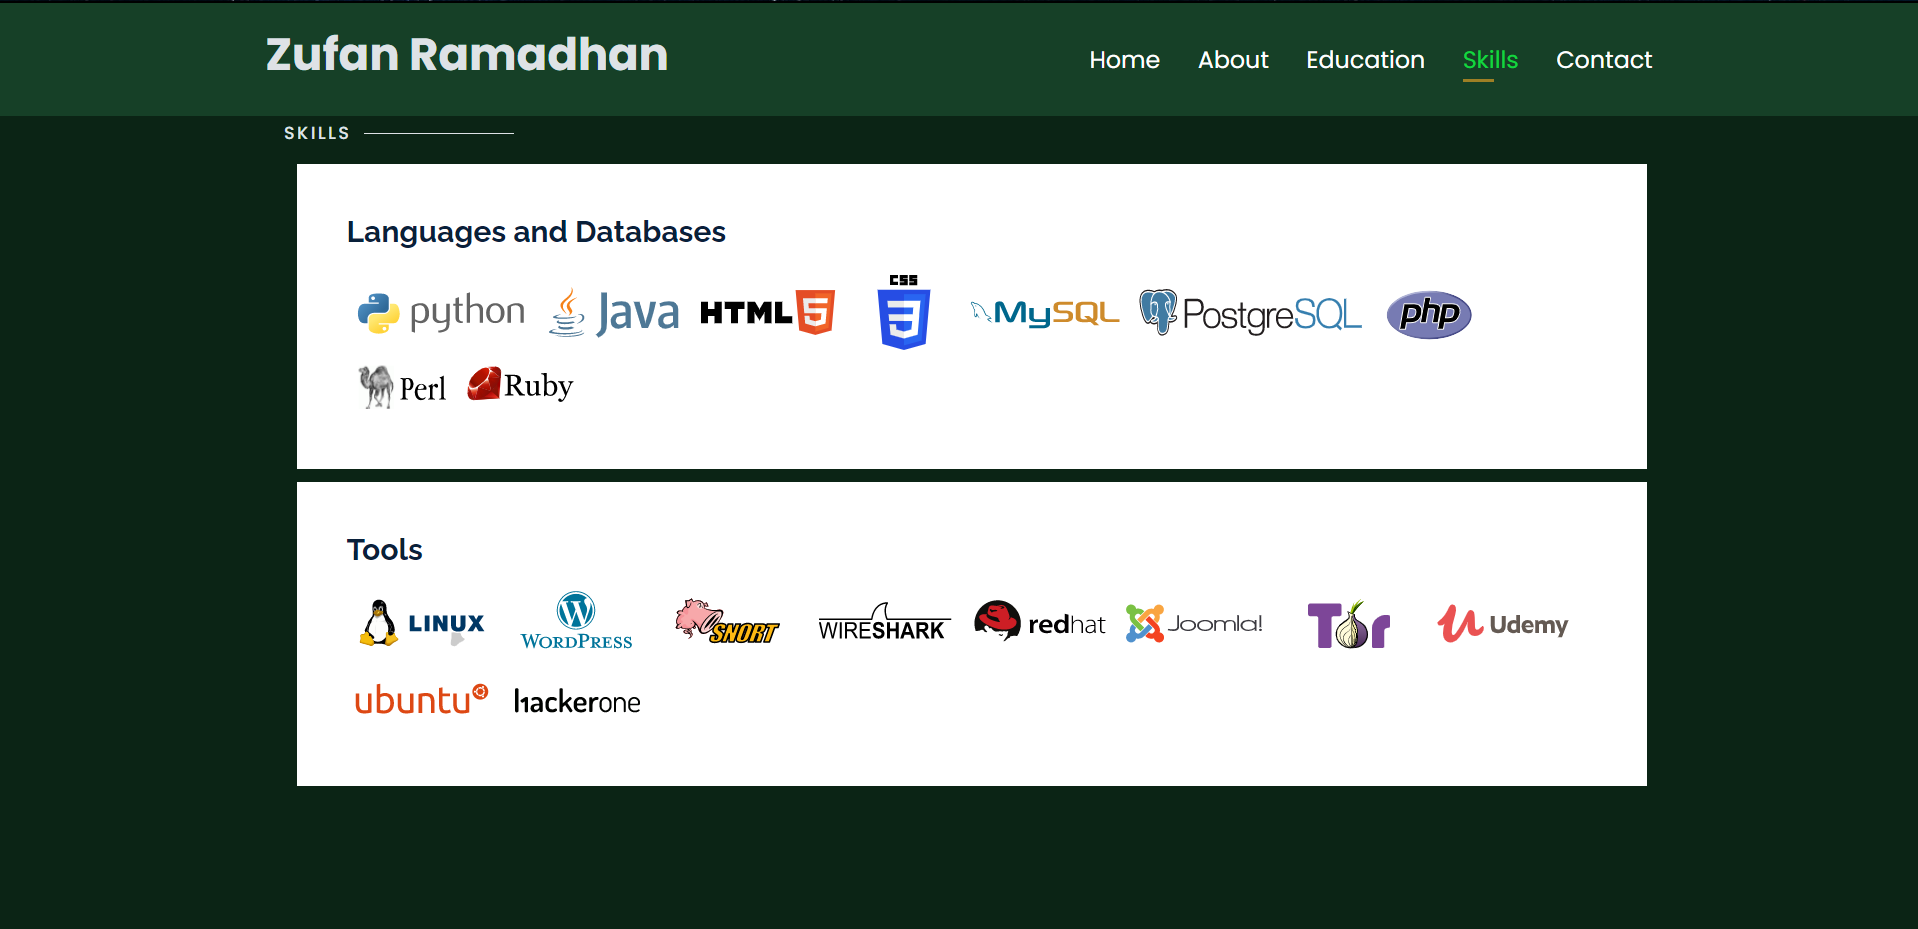 Zufan Ramadhan
Home About Education Skills Contact
SKILLS
Languages and Databases
python Java HTML 5 CSS 3 MySQL PostgreSQL php
Perl Ruby
Tools
LINUX WORDPRESS SNORT WIRESHARK redhat Joomla! Tor Udemy
ubuntu hackerone